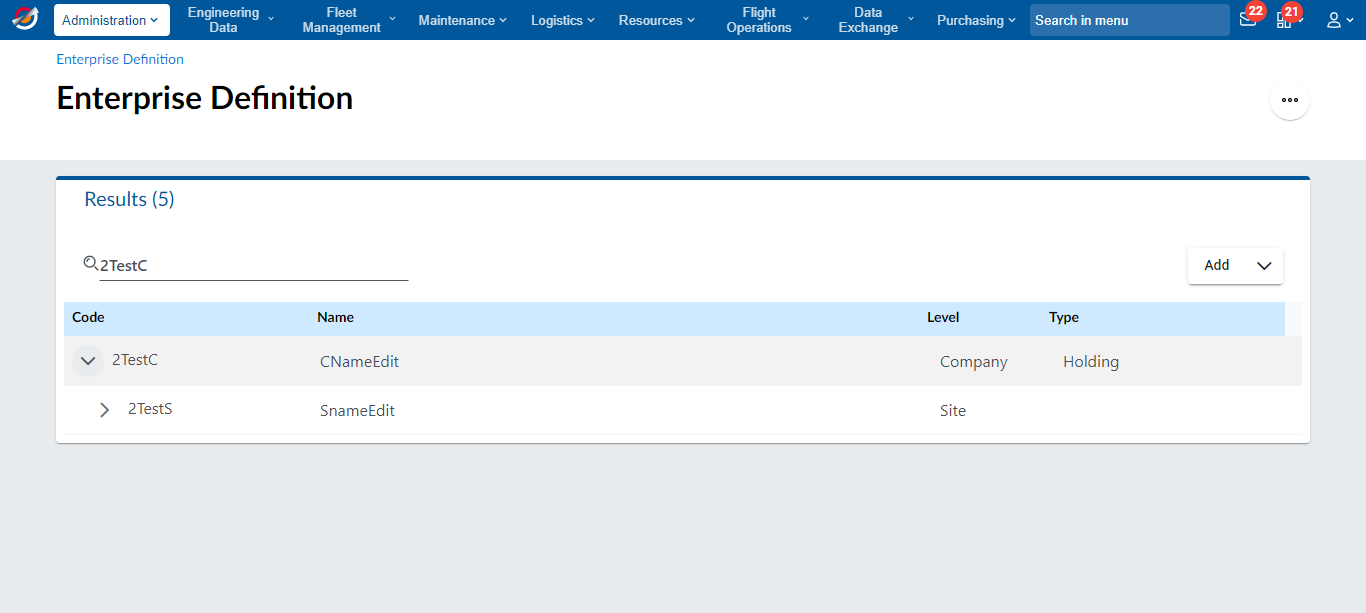 Administration
Engineering
Data
Fleet
Management
Maintenance
Logistics
Resources
Flight
Operations
Data
Exchange
Purchasing
Search in menu
22
21
Enterprise Definition
Enterprise Definition
Results (5)
2TestC
Add
Code Name Level Type
2TestC CNameEdit Company Holding
2TestS SnameEdit Site